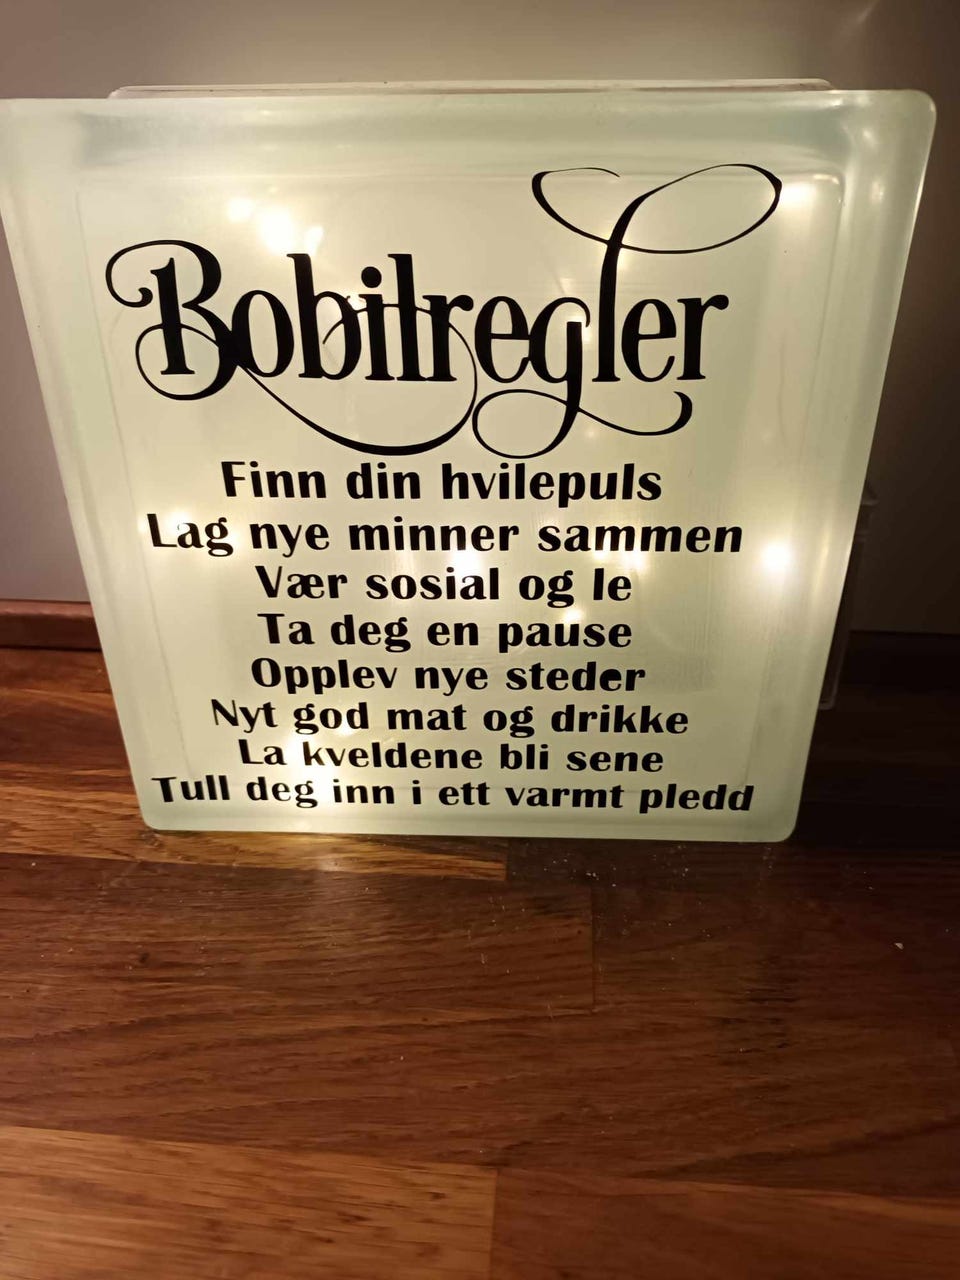 Bobilregler
Finn din hvilepuls
Lag nye minner sammen
Vær sosial og le
Ta deg en pause
Opplev nye steder
Nyt god mat og drikke
La kveldene bli sene
Tull deg inn i ett varmt pledd